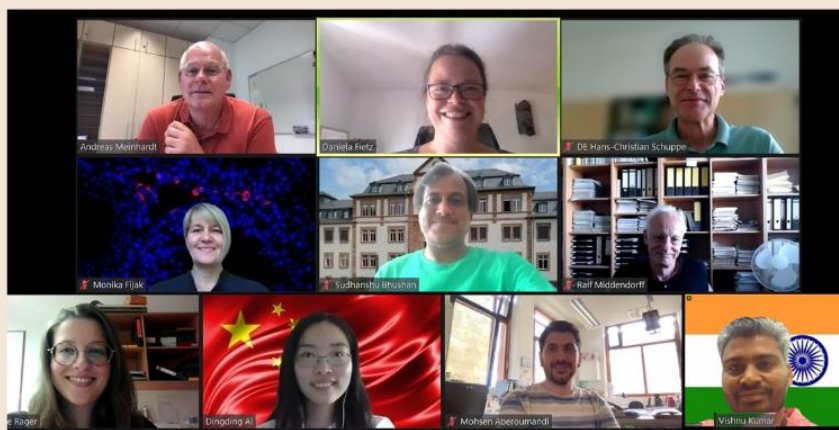 Andreas Meinhardt
Daniela Fietz
DE Hans-Christian Schuppe
Monika Fijak
Sudhanshu Bhushan
Ralf Middendorff
e Rager
Dingding Ai
Mohsen Aberoumandi
Vishnu Kumar